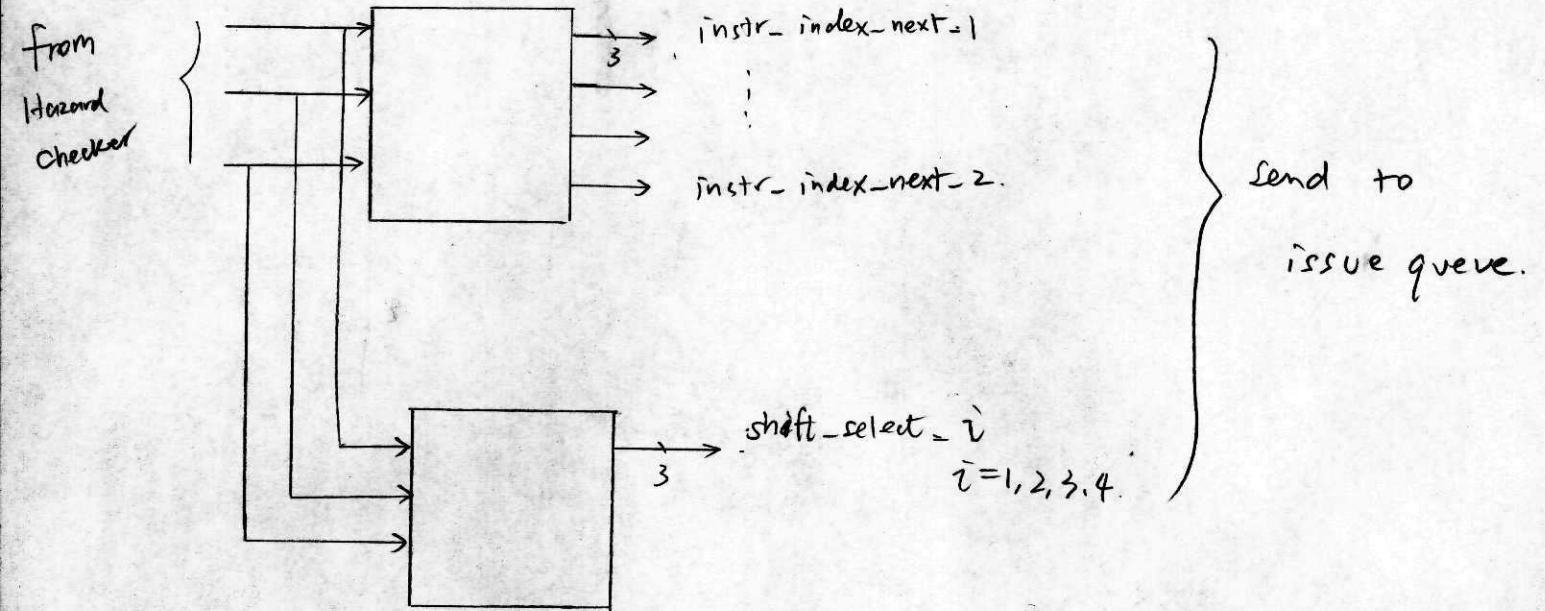 from
Hazard
checker
instr_index_next_1
3
instr_index_next_2.
send to
issue queue.
shift_select_i
3
i=1,2,3,4.